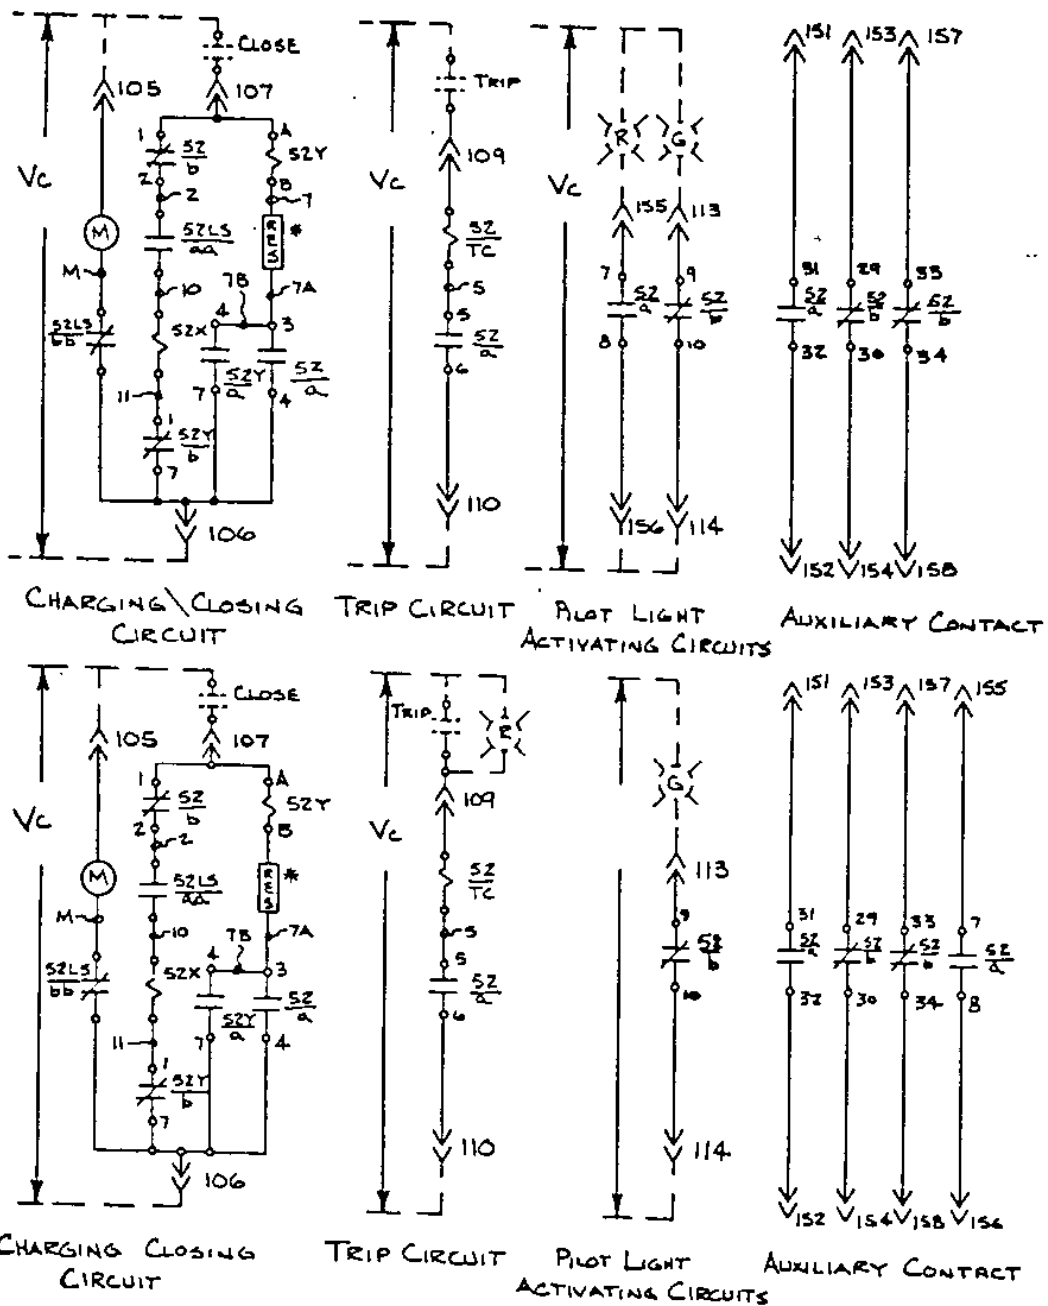 CLOSE
105
107
Vc
1
52/b
2
2
52LS/aa
M
M
10
52LS/bb
52X
11
1
52Y/b
7
A
52Y
B
7
RES *
7A
7B
4
3
52Y/a
52/a
7
4
106
CHARGING\CLOSING
CIRCUIT
TRIP
109
Vc
52/TC
5
5
52/a
6
110
TRIP CIRCUIT
Vc
R
G
155
113
7
9
52/a
52/b
8
10
156
114
PILOT LIGHT
ACTIVATING CIRCUITS
151
153
157
31
29
33
52/a
52/b
52/b
32
30
34
152
154
158
AUXILIARY CONTACT
CLOSE
105
107
Vc
1
52/b
2
2
52LS/aa
M
M
10
52LS/bb
52X
11
1
52Y/b
7
A
52Y
B
RES *
7A
7B
4
3
52Y/a
52/a
7
4
106
CHARGING CLOSING
CIRCUIT
TRIP
R
109
Vc
52/TC
5
5
52/a
6
110
TRIP CIRCUIT
G
113
9
52/b
10
114
PILOT LIGHT
ACTIVATING CIRCUITS
151
153
157
155
31
29
33
7
52/a
52/b
52/b
52/a
32
30
34
8
152
154
158
156
AUXILIARY CONTACT